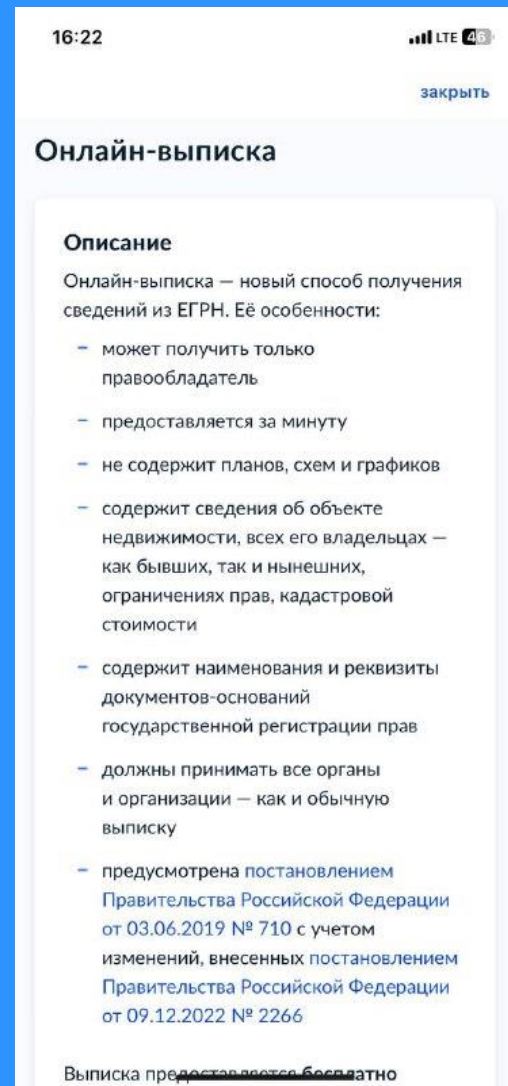 16:22
LTE 46
закрыть
Онлайн-выписка
Описание
Онлайн-выписка — новый способ получения
сведений из ЕГРН. Её особенности:
– может получить только
правообладатель
– предоставляется за минуту
– не содержит планов, схем и графиков
– содержит сведения об объекте
недвижимости, всех его владельцах —
как бывших, так и нынешних,
ограничениях прав, кадастровой
стоимости
– содержит наименования и реквизиты
документов-оснований
государственной регистрации прав
– должны принимать все органы
и организации — как и обычную
выписку
– предусмотрена постановлением
Правительства Российской Федерации
от 03.06.2019 № 710 с учетом
изменений, внесенных постановлением
Правительства Российской Федерации
от 09.12.2022 № 2266
Выписка предоставляется бесплатно